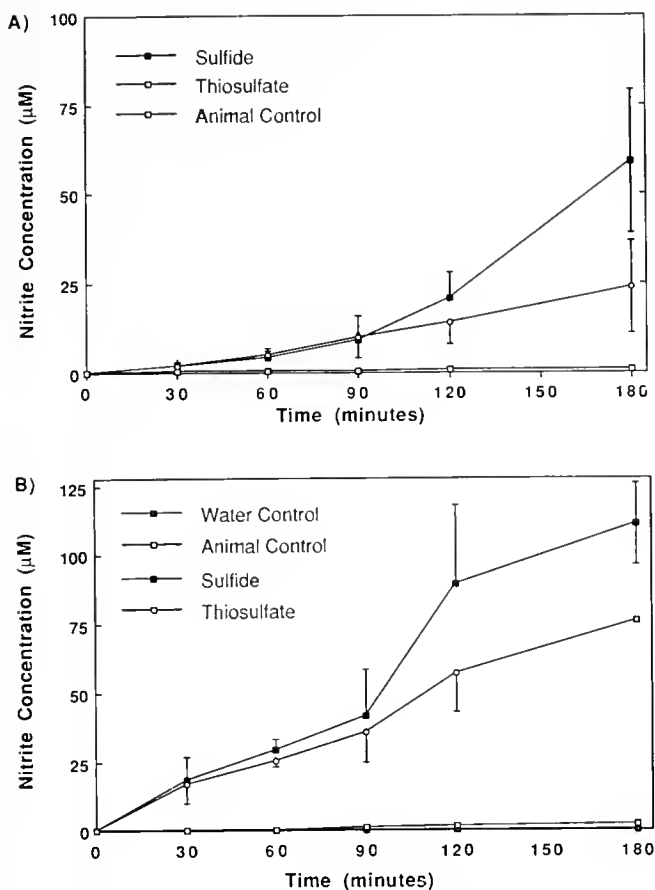 A)
100
75
50
25
0
Nitrite Concentration (µM)
Sulfide
Thiosulfate
Animal Control
0 30 60 90 120 150 180
Time (minutes)
B)
125
100
75
50
25
0
Nitrite Concentration (µM)
Water Control
Animal Control
Sulfide
Thiosulfate
0 30 60 90 120 150 180
Time (minutes)